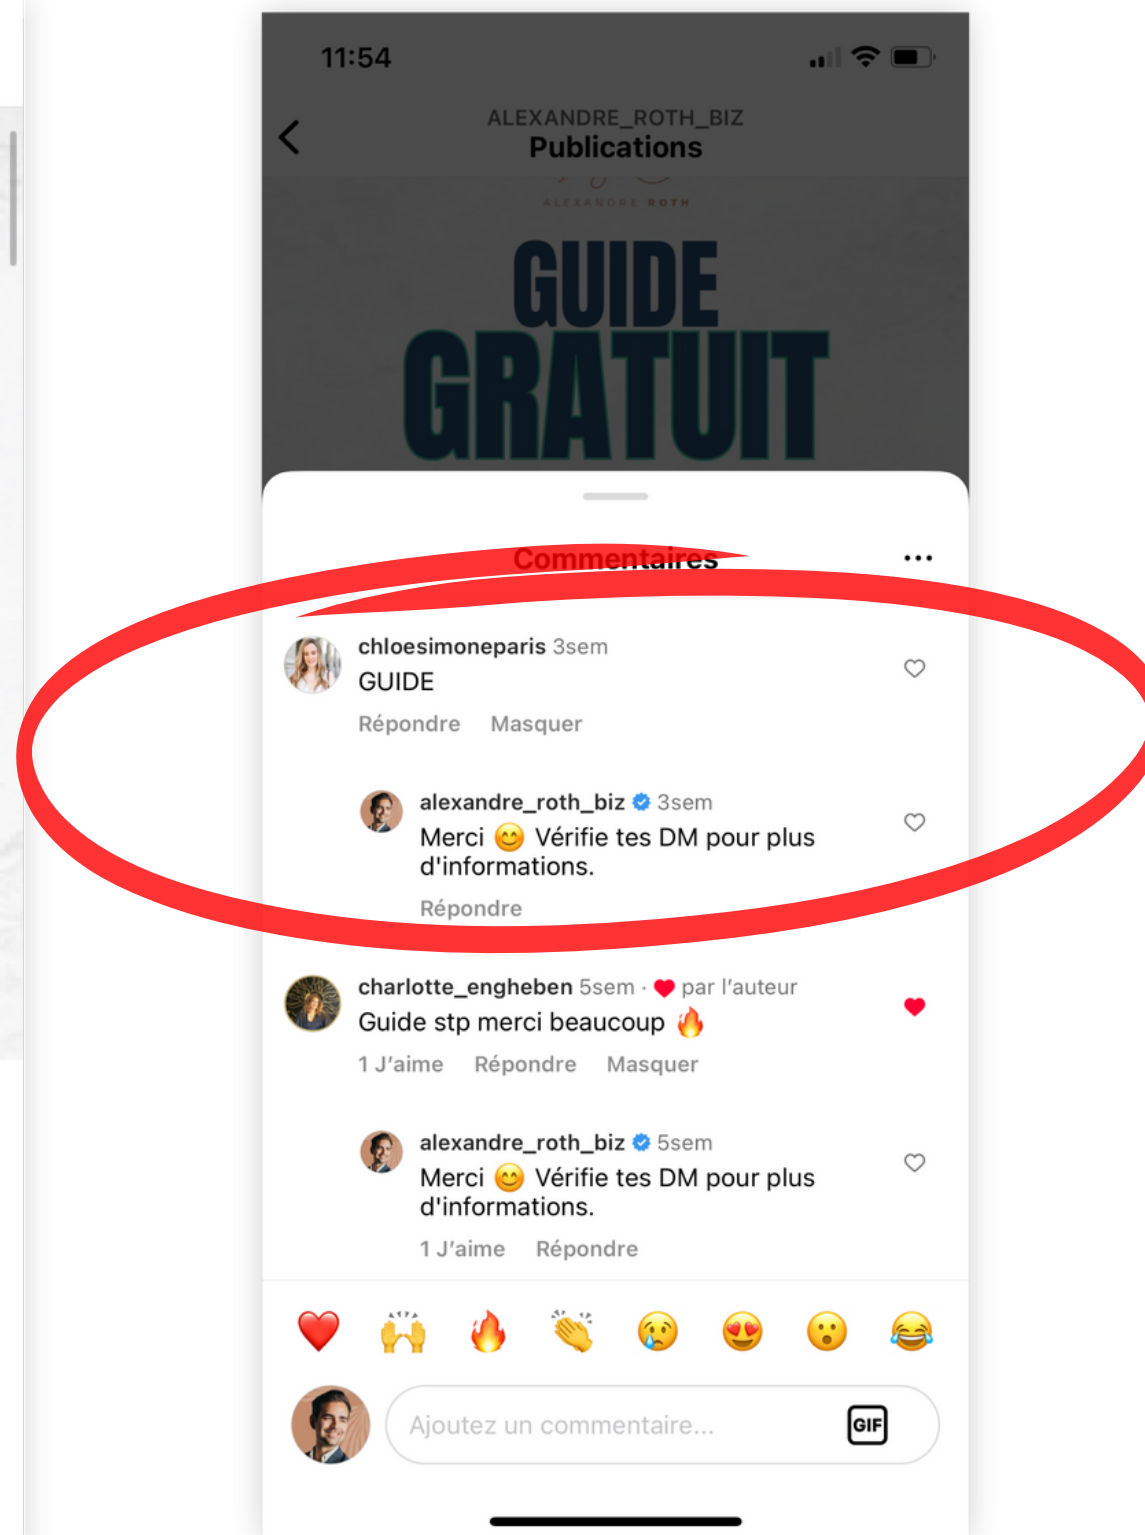 11:54
ALEXANDRE_ROTH_BIZ
Publications
ALEXANDRE ROTH
GUIDE
GRATUIT
Commentaires
chloesimoneparis 3sem
GUIDE
Répondre Masquer
alexandre_roth_biz 3sem
Merci 😊 Vérifie tes DM pour plus
d'informations.
Répondre
charlotte_engheben 5sem · ❤️ par l'auteur
Guide stp merci beaucoup 🔥
1 J'aime Répondre Masquer
alexandre_roth_biz 5sem
Merci 😊 Vérifie tes DM pour plus
d'informations.
1 J'aime Répondre
Ajoutez un commentaire...
GIF